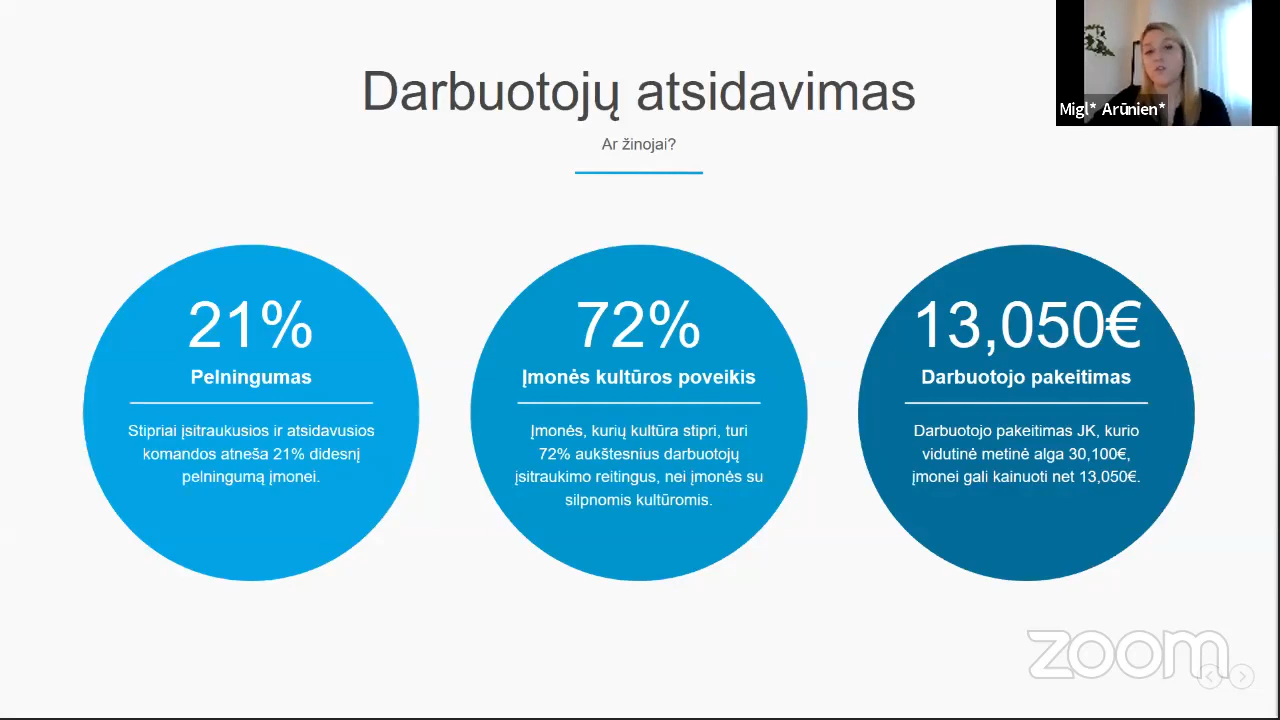 Darbuotojų atsidavimas
Ar žinojai?
Migl* Arūnien*
21%
Pelningumas
Stipriai įsitraukusios ir atsidavusios
komandos atneša 21% didesnį
pelningumą įmonei.
72%
Įmonės kultūros poveikis
Įmonės, kurių kultūra stipri, turi
72% aukštesnius darbuotojų
įsitraukimo reitingus, nei įmonės su
silpnomis kultūromis.
13,050€
Darbuotojo pakeitimas
Darbuotojo pakeitimas JK, kurio
vidutinė metinė alga 30,100€,
įmonei gali kainuoti net 13,050€.
zoom